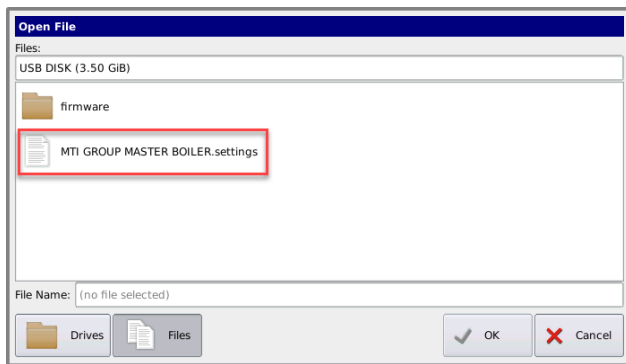 Open File
Files:
USB DISK (3.50 GiB)
firmware
MTI GROUP MASTER BOILER.settings
File Name: (no file selected)
Drives Files OK Cancel